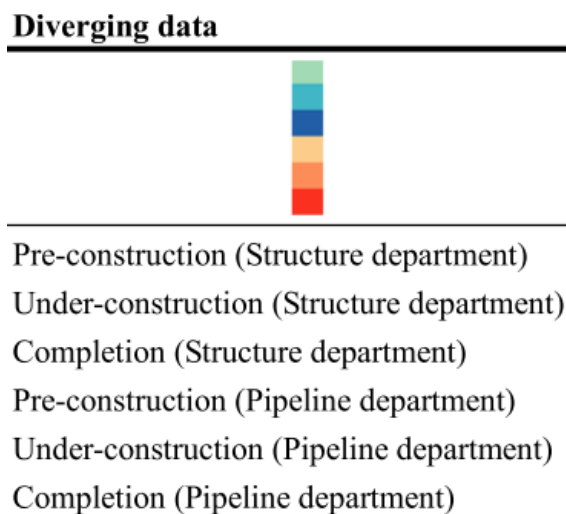 Diverging data
Pre-construction (Structure department)
Under-construction (Structure department)
Completion (Structure department)
Pre-construction (Pipeline department)
Under-construction (Pipeline department)
Completion (Pipeline department)